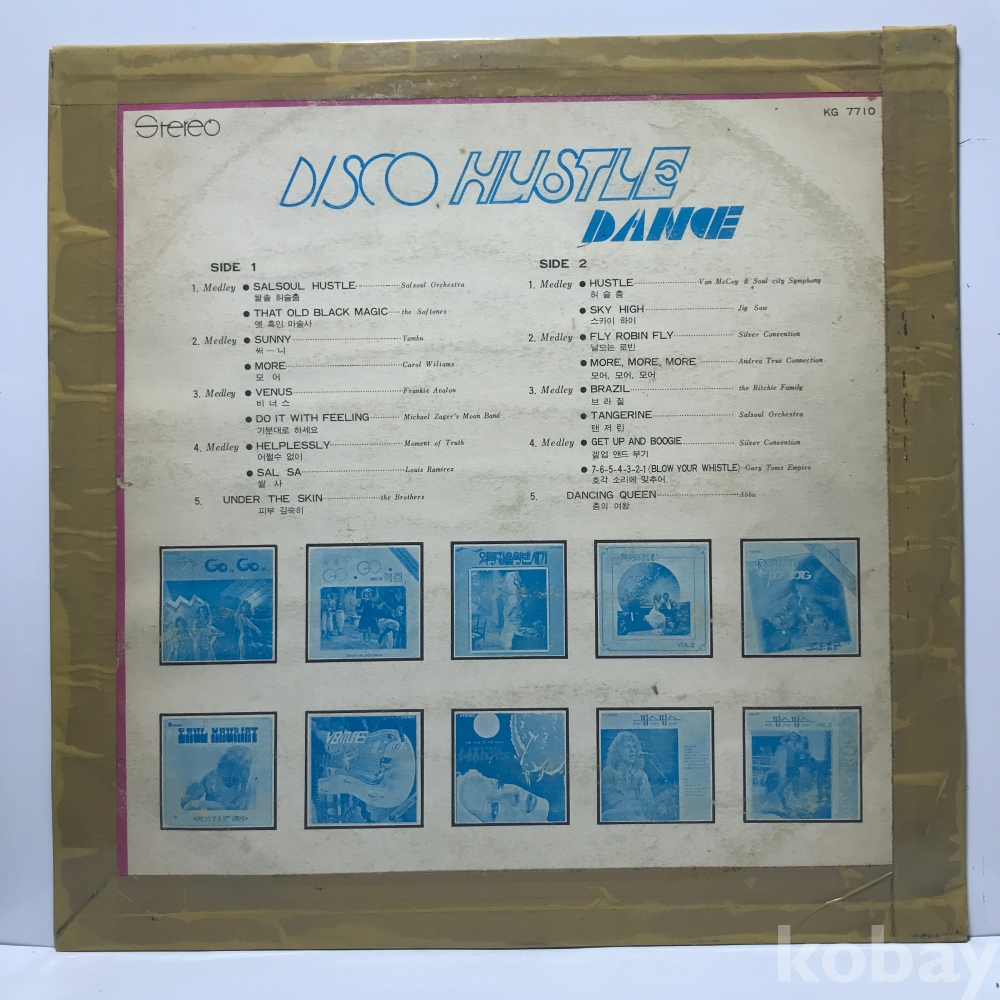 Stereo
KG 7710
DISCO HUSTLE
DANCE
SIDE 1
1. Medley ● SALSOUL HUSTLE Salsoul Orchestra
쌀솔 허슬춤
● THAT OLD BLACK MAGIC the Softones
옛 흑인 마술사
2. Medley ● SUNNY Yambu
써ー니
● MORE Carol Wiliams
모 어
3. Medley ● VENUS Frankie Avalon
비 너 스
● DO IT WITH FEELING Michael Zager's Moon Band
기분대로 하세요
4. Medley ● HELPLESSLY Moment of Truth
어쩔수 없이
● SAL SA Louis Ramirez
쌀 사
5. UNDER THE SKIN the Brothers
피부 깊숙히
SIDE 2
1. Medley ● HUSTLE Van McCoy & Soul city Symphony
허 슬 춤
● SKY HIGH Jig Saw
스카이 하이
2. Medley ● FLY ROBIN FLY Silver Convention
날으는 로빈
● MORE, MORE, MORE Andrea True Connection
모어, 모어, 모어
3. Medley ● BRAZIL the Ritchie Family
브 라 질
● TANGERINE Salsoul Orchestra
탠 저 린
4. Medley ● GET UP AND BOOGIE Silver Convention
겥업 앤드 부기
● 7-6-5-4-3-2-1 (BLOW YOUR WHISTLE) Gary Toms Empire
호각 소리에 맞추어
5. DANCING QUEEN Abba
춤의 여왕
GO.GO.
GO.GO.
VOL.2
PAUL MAURIAT
VENTURES
팝스팝스
팝스팝스
kobay